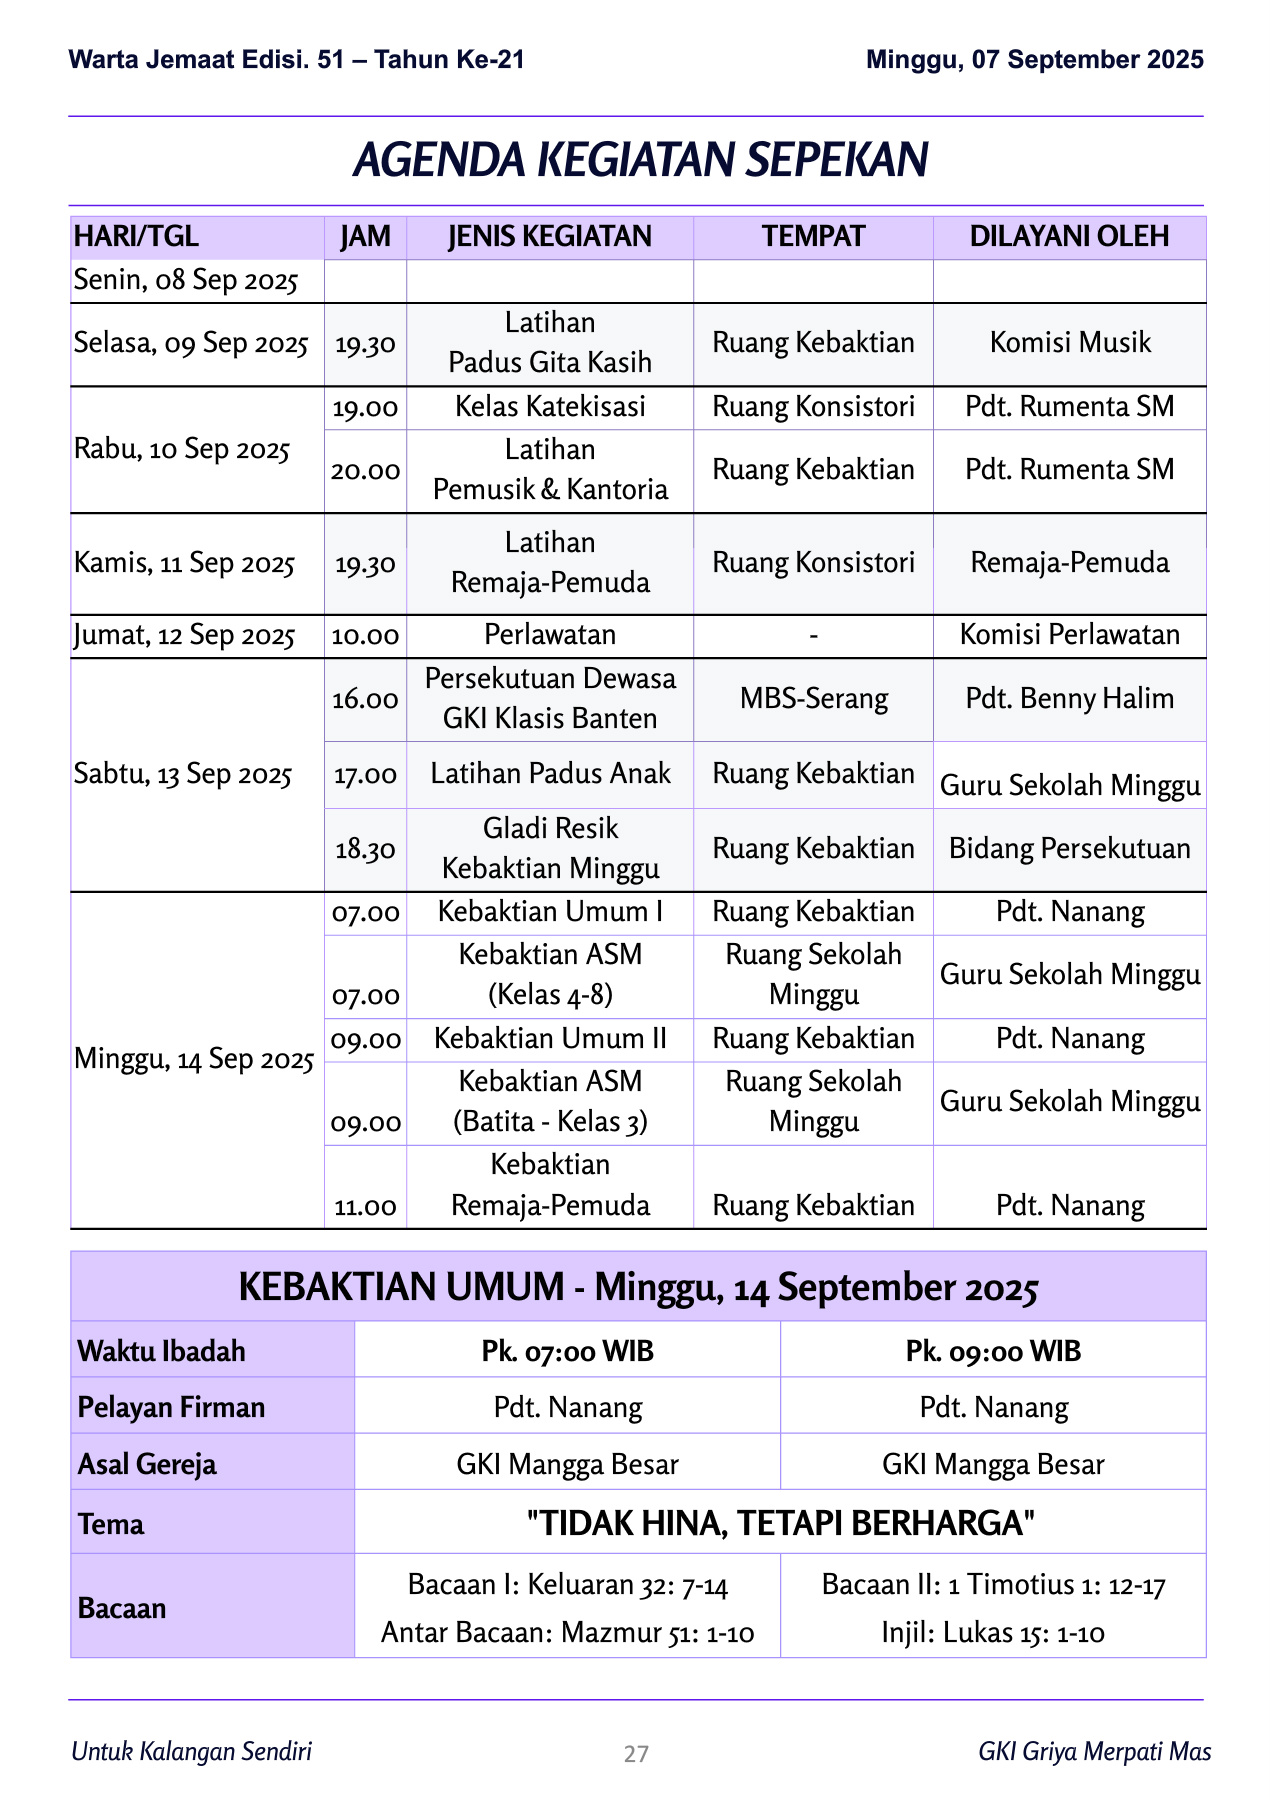 Warta Jemaat Edisi. 51 – Tahun Ke-21 Minggu, 07 September 2025
AGENDA KEGIATAN SEPEKAN
HARI/TGL JAM JENIS KEGIATAN TEMPAT DILAYANI OLEH
Senin, 08 Sep 2025
Selasa, 09 Sep 2025 19.30 Latihan
Padus Gita Kasih Ruang Kebaktian Komisi Musik
Rabu, 10 Sep 2025
19.00 Kelas Katekisasi Ruang Konsistori Pdt. Rumenta SM
20.00 Latihan
Pemusik & Kantoria Ruang Kebaktian Pdt. Rumenta SM
Kamis, 11 Sep 2025 19.30 Latihan
Remaja-Pemuda Ruang Konsistori Remaja-Pemuda
Jumat, 12 Sep 2025 10.00 Perlawatan - Komisi Perlawatan
Sabtu, 13 Sep 2025
16.00 Persekutuan Dewasa
GKI Klasis Banten MBS-Serang Pdt. Benny Halim
17.00 Latihan Padus Anak Ruang Kebaktian Guru Sekolah Minggu
18.30 Gladi Resik
Kebaktian Minggu Ruang Kebaktian Bidang Persekutuan
Minggu, 14 Sep 2025
07.00 Kebaktian Umum I Ruang Kebaktian Pdt. Nanang
07.00 Kebaktian ASM
(Kelas 4-8) Ruang Sekolah
Minggu Guru Sekolah Minggu
09.00 Kebaktian Umum II Ruang Kebaktian Pdt. Nanang
09.00 Kebaktian ASM
(Batita - Kelas 3) Ruang Sekolah
Minggu Guru Sekolah Minggu
11.00 Kebaktian
Remaja-Pemuda Ruang Kebaktian Pdt. Nanang
KEBAKTIAN UMUM - Minggu, 14 September 2025
Waktu Ibadah Pk. 07:00 WIB Pk. 09:00 WIB
Pelayan Firman Pdt. Nanang Pdt. Nanang
Asal Gereja GKI Mangga Besar GKI Mangga Besar
Tema "TIDAK HINA, TETAPI BERHARGA"
Bacaan
Bacaan I: Keluaran 32: 7-14 Bacaan II: 1 Timotius 1: 12-17
Antar Bacaan: Mazmur 51: 1-10 Injil: Lukas 15: 1-10
Untuk Kalangan Sendiri 27 GKI Griya Merpati Mas